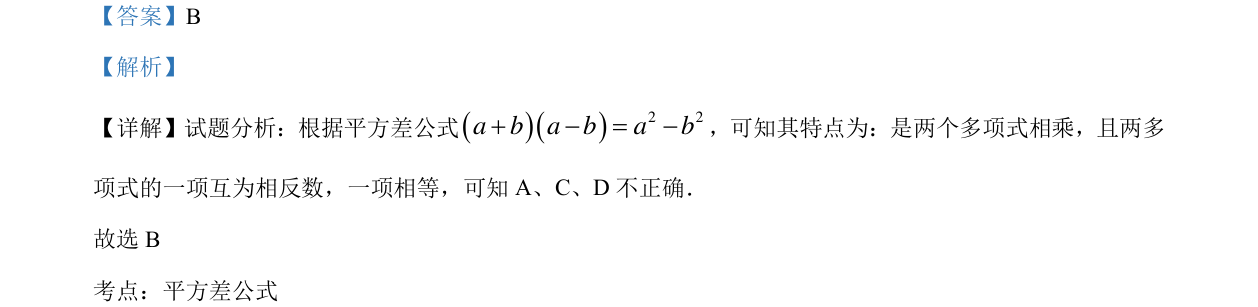 【答案】B
【解析】
【详解】试题分析：根据平方差公式(a+b)(a−b)=a²−b²，可知其特点为：是两个多项式相乘，且两多
项式的一项互为相反数，一项相等，可知 A、C、D 不正确．
故选 B
考点：平方差公式